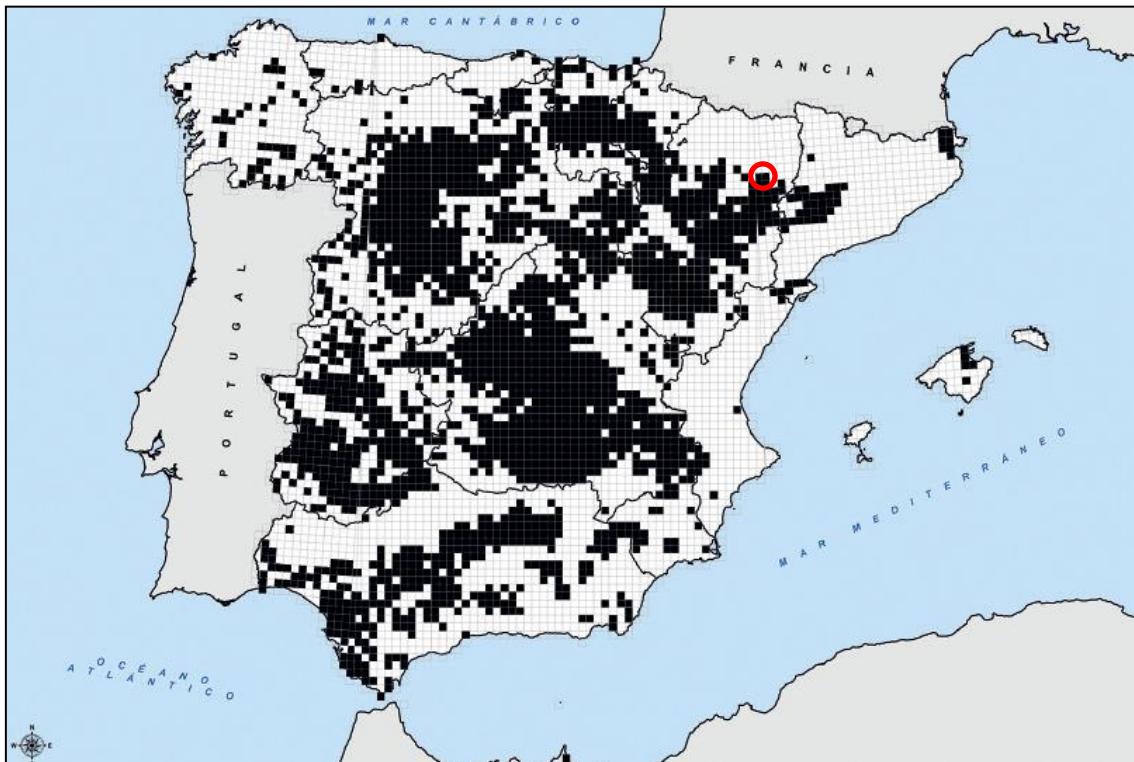 MAR CANTÁBRICO
FRANCIA
PORTUGAL
MAR MEDITERRÁNEO
OCÉANO
ATLÁNTICO
N
W E
S